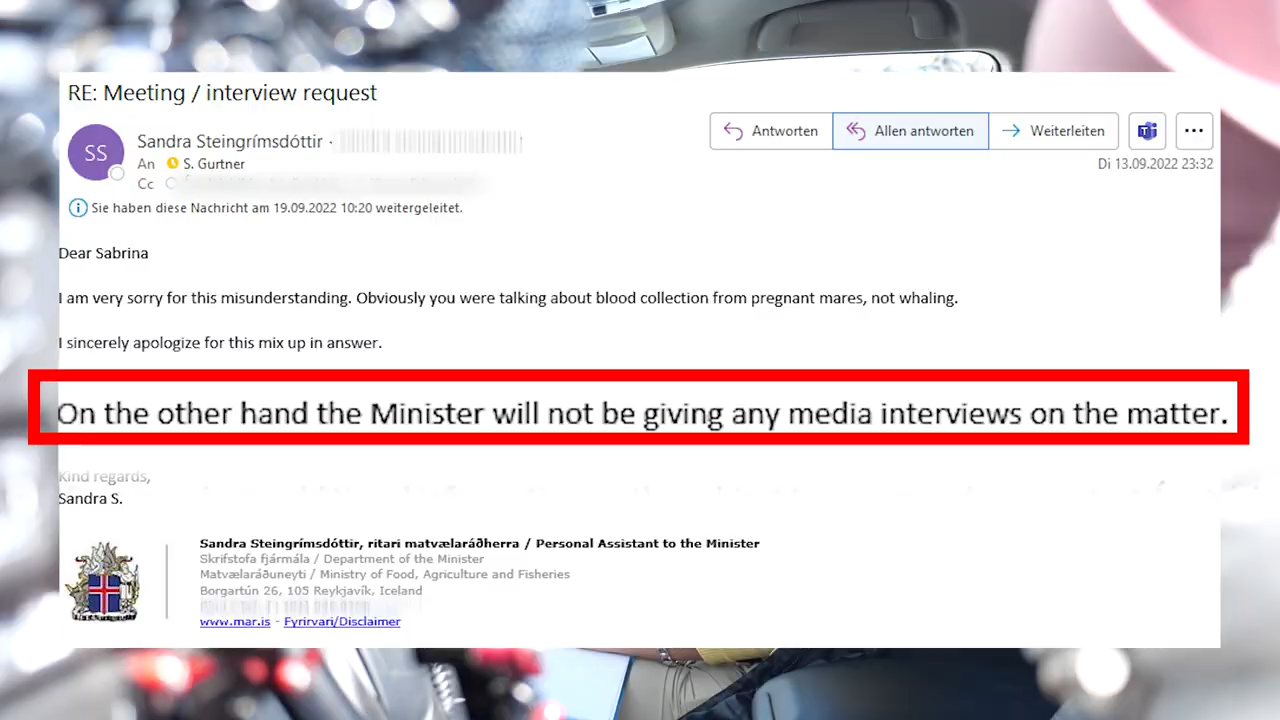 RE: Meeting / interview request
SS
Sandra Steingrímsdóttir ·
An S. Gurtner
Cc
Antworten
Allen antworten
Weiterleiten
Di 13.09.2022 23:32
Sie haben diese Nachricht am 19.09.2022 10:20 weitergeleitet.
Dear Sabrina
I am very sorry for this misunderstanding. Obviously you were talking about blood collection from pregnant mares, not whaling.
I sincerely apologize for this mix up in answer.
On the other hand the Minister will not be giving any media interviews on the matter.
Kind regards,
Sandra S.
Sandra Steingrímsdóttir, ritari matvælaráðherra / Personal Assistant to the Minister
Skrifstofa fjármála / Department of the Minister
Matvælaráðuneyti / Ministry of Food, Agriculture and Fisheries
Borgartún 26, 105 Reykjavík, Iceland
www.mar.is - Fyrirvari/Disclaimer